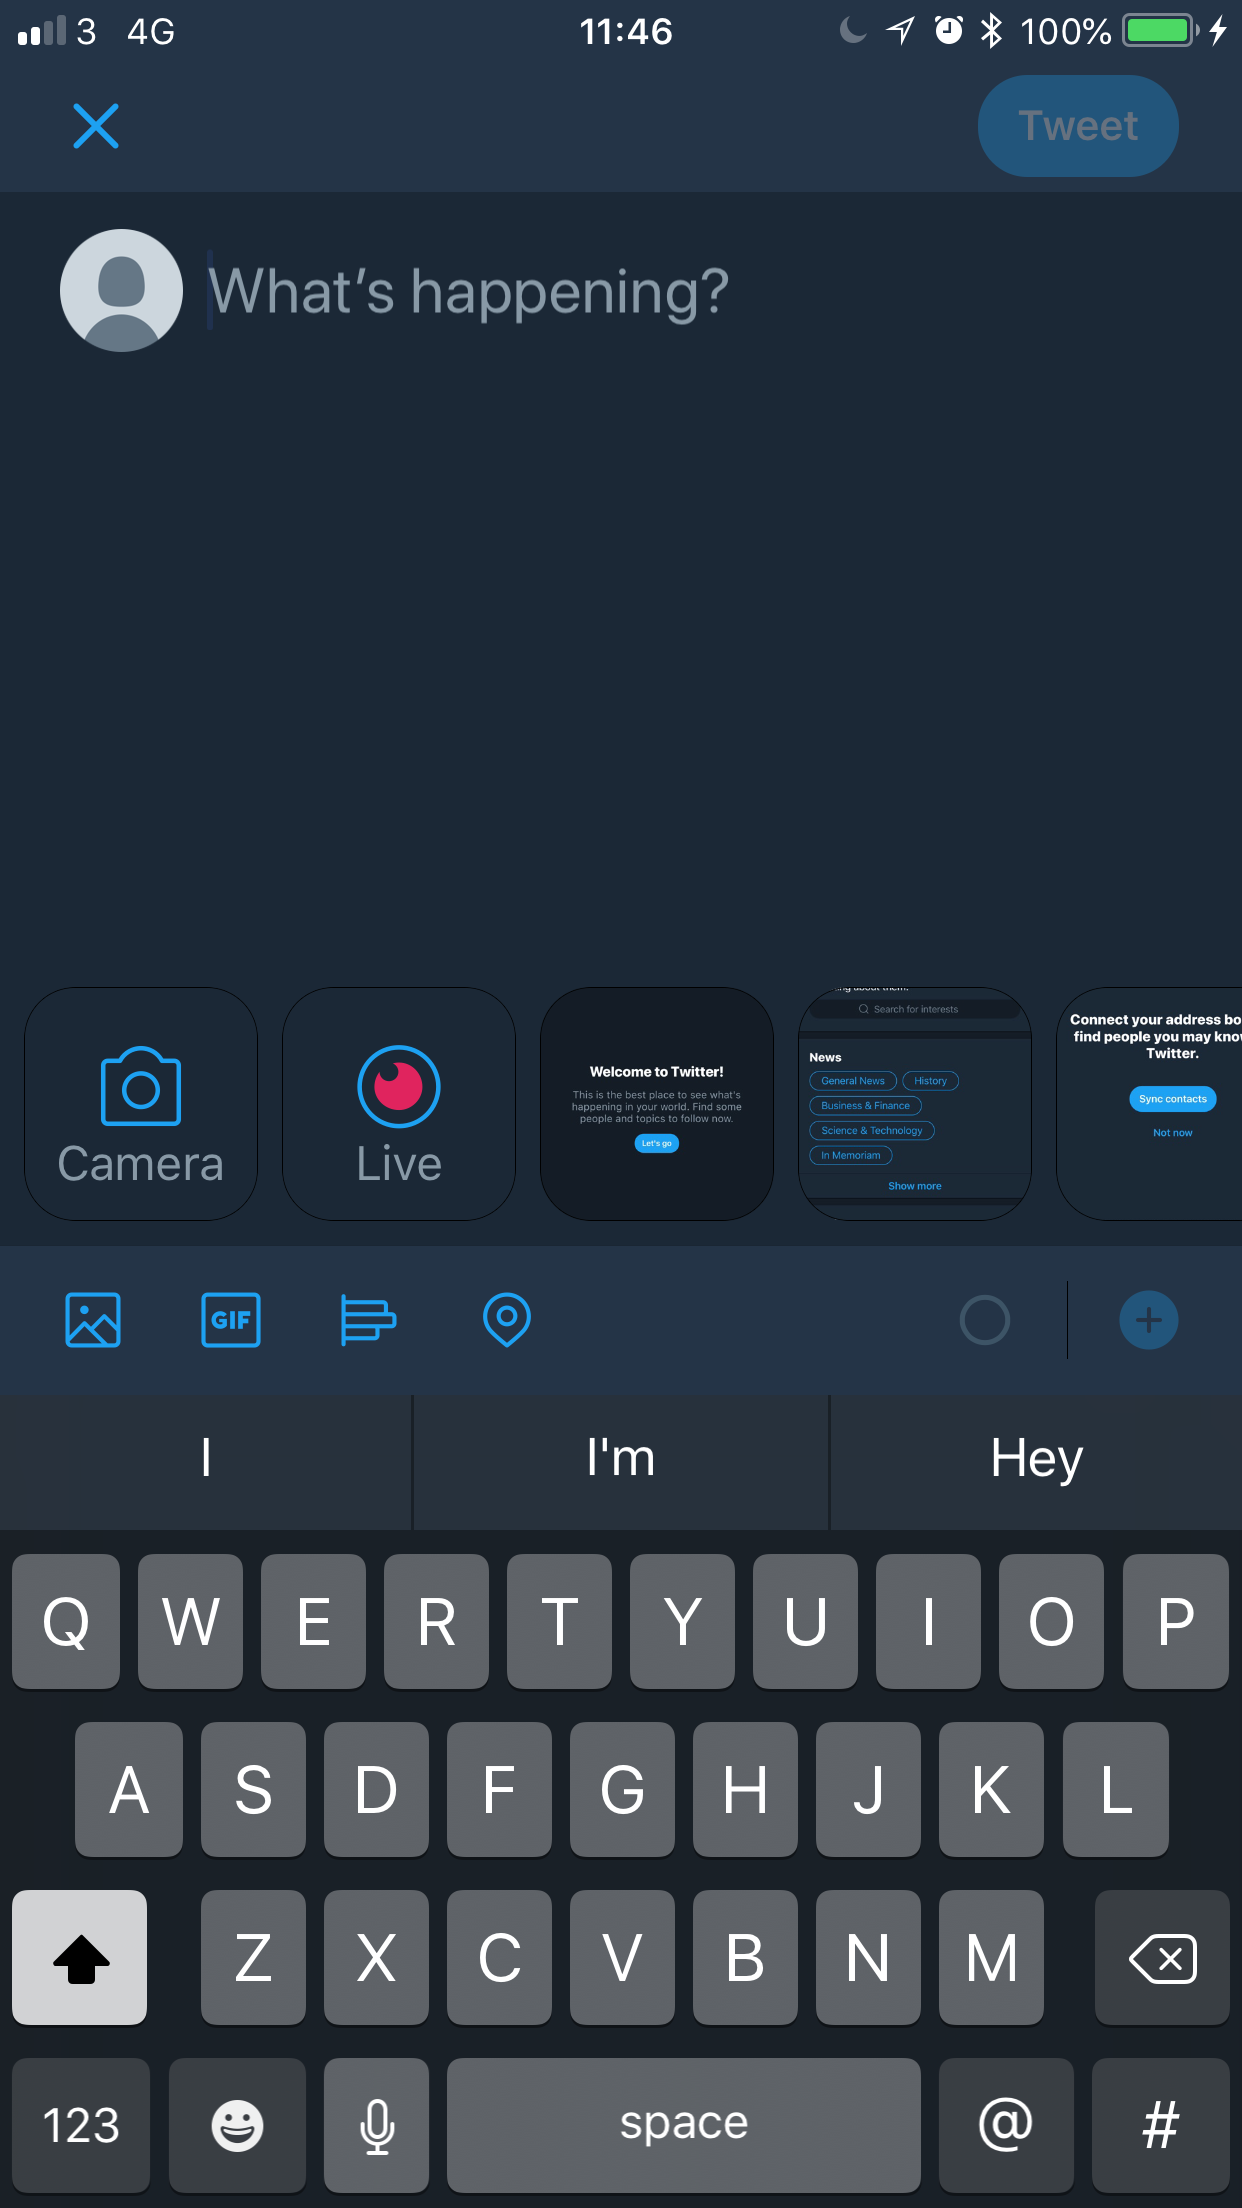 3 4G 11:46 100%
Tweet
What's happening?
Camera
Live
Welcome to Twitter!
This is the best place to see what's
happening in your world. Find some
people and topics to follow now.
Let's go
about them.
Search for interests
News
General News History
Business & Finance
Science & Technology
In Memoriam
Show more
Connect your address bo
find people you may know
Twitter.
Sync contacts
Not now
GIF
I I'm Hey
Q W E R T Y U I O P
A S D F G H J K L
Z X C V B N M
123 space @ #